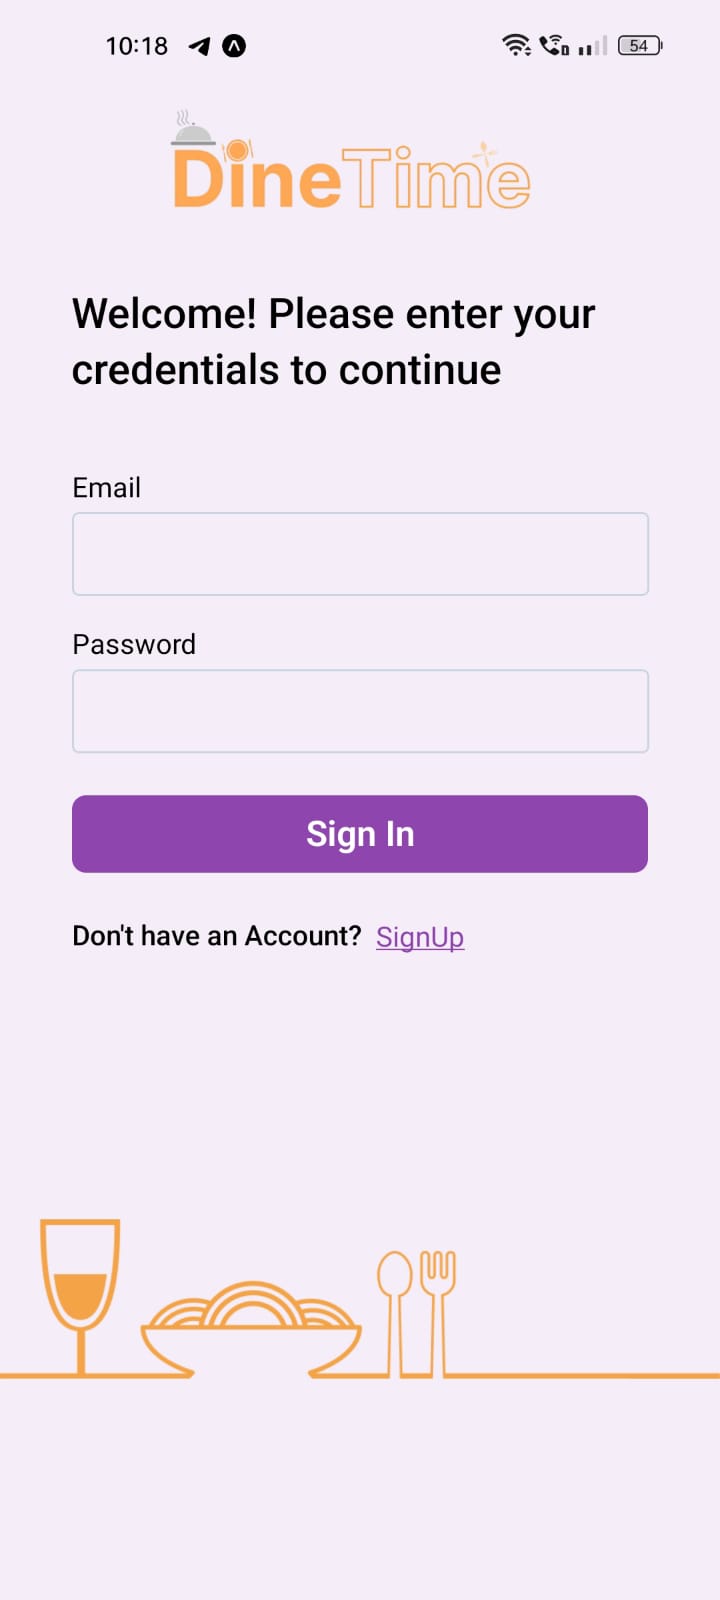 10:18
54
DineTime
Welcome! Please enter your
credentials to continue
Email
Password
Sign In
Don't have an Account? SignUp